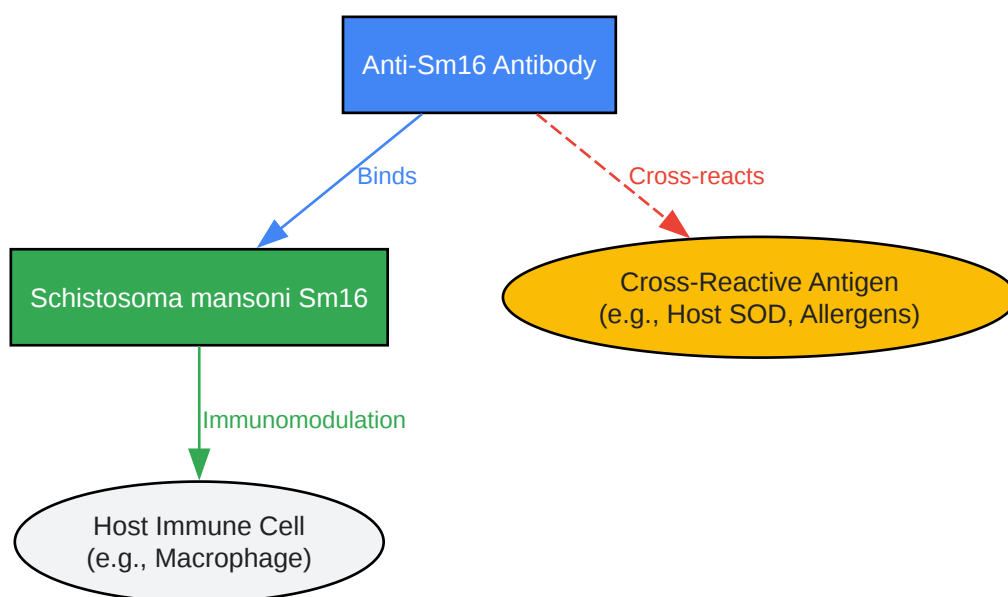 Anti-Sm16 Antibody
Binds
Cross-reacts
Schistosoma mansoni Sm16
Cross-Reactive Antigen
(e.g., Host SOD, Allergens)
Immunomodulation
Host Immune Cell
(e.g., Macrophage)